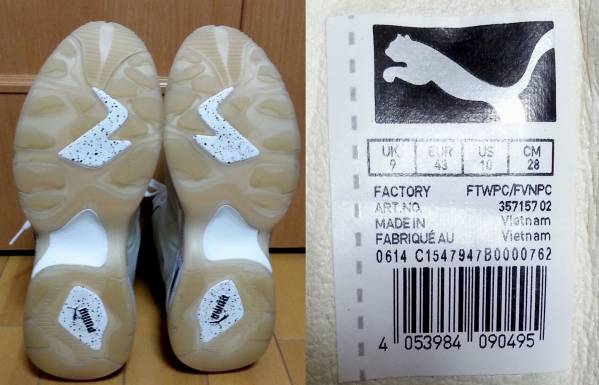 PUMA
PUMA
UK EUR US CM
9 43 10 28
FACTORY FTWPC/FVNPC
ART.NO. 357157 02
MADE IN Vietnam
FABRIQUÉ AU Vietnam
0614 C1547947B0000762
4 053984 090495